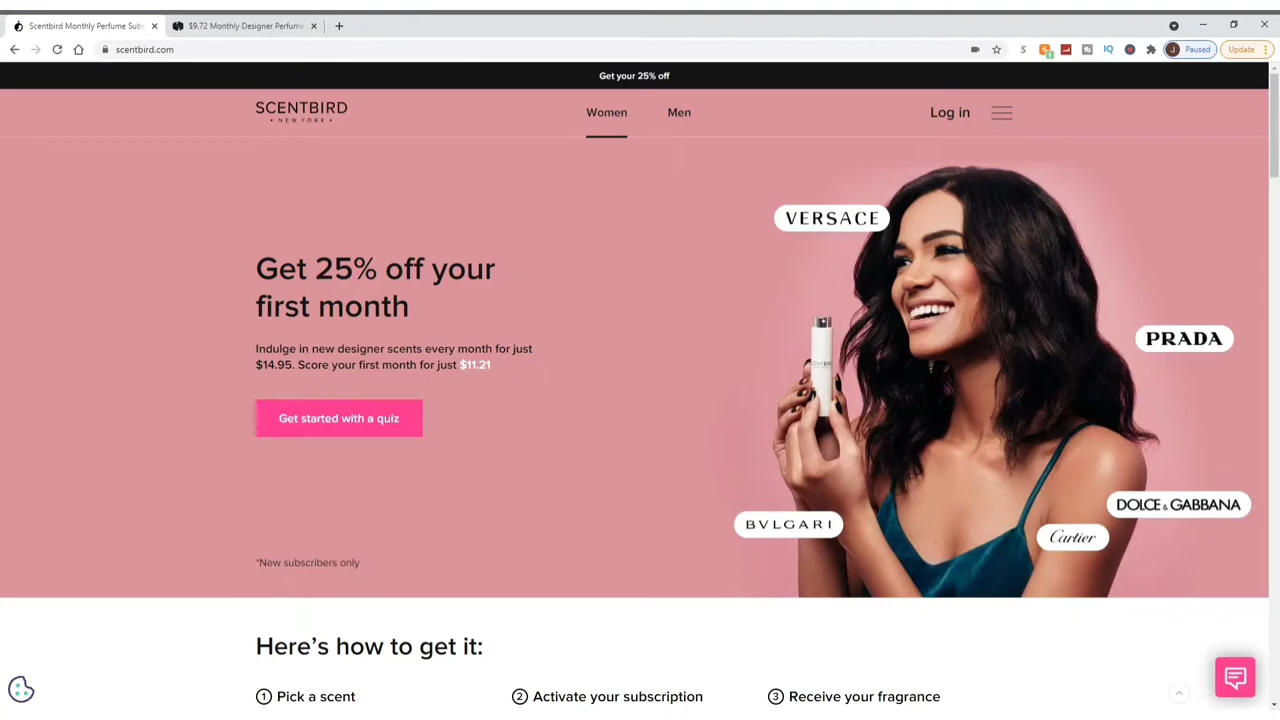 Scentbird Monthly Perfume Sub
$9.72 Monthly Designer Perfume
scentbird.com
S
IQ
J
Paused
Update
Get your 25% off
SCENTBIRD
• NEW YORK •
Women
Men
Log in
VERSACE
Get 25% off your
first month
PRADA
Indulge in new designer scents every month for just
$14.95. Score your first month for just $11.21
SCENTBIRD
Get started with a quiz
DOLCE & GABBANA
BVLGARI
Cartier
*New subscribers only
Here’s how to get it:
1 Pick a scent
2 Activate your subscription
3 Receive your fragrance